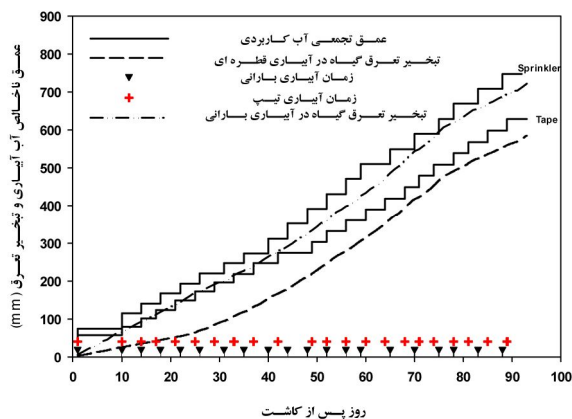 900
800
700
600
500
400
300
200
100
0
عمق ناخالص آب آبیاری و تبخیر تعرق (mm)
عمق تجمعی آب کاربردی
تبخیر تعرق گیاه در آبیاری قطره ای
زمان آبیاری بارانی
زمان آبیاری تیپ
تبخیر تعرق گیاه در آبیاری بارانی
Sprinkler
Tape
0 10 20 30 40 50 60 70 80 90 100
روز پس از کاشت